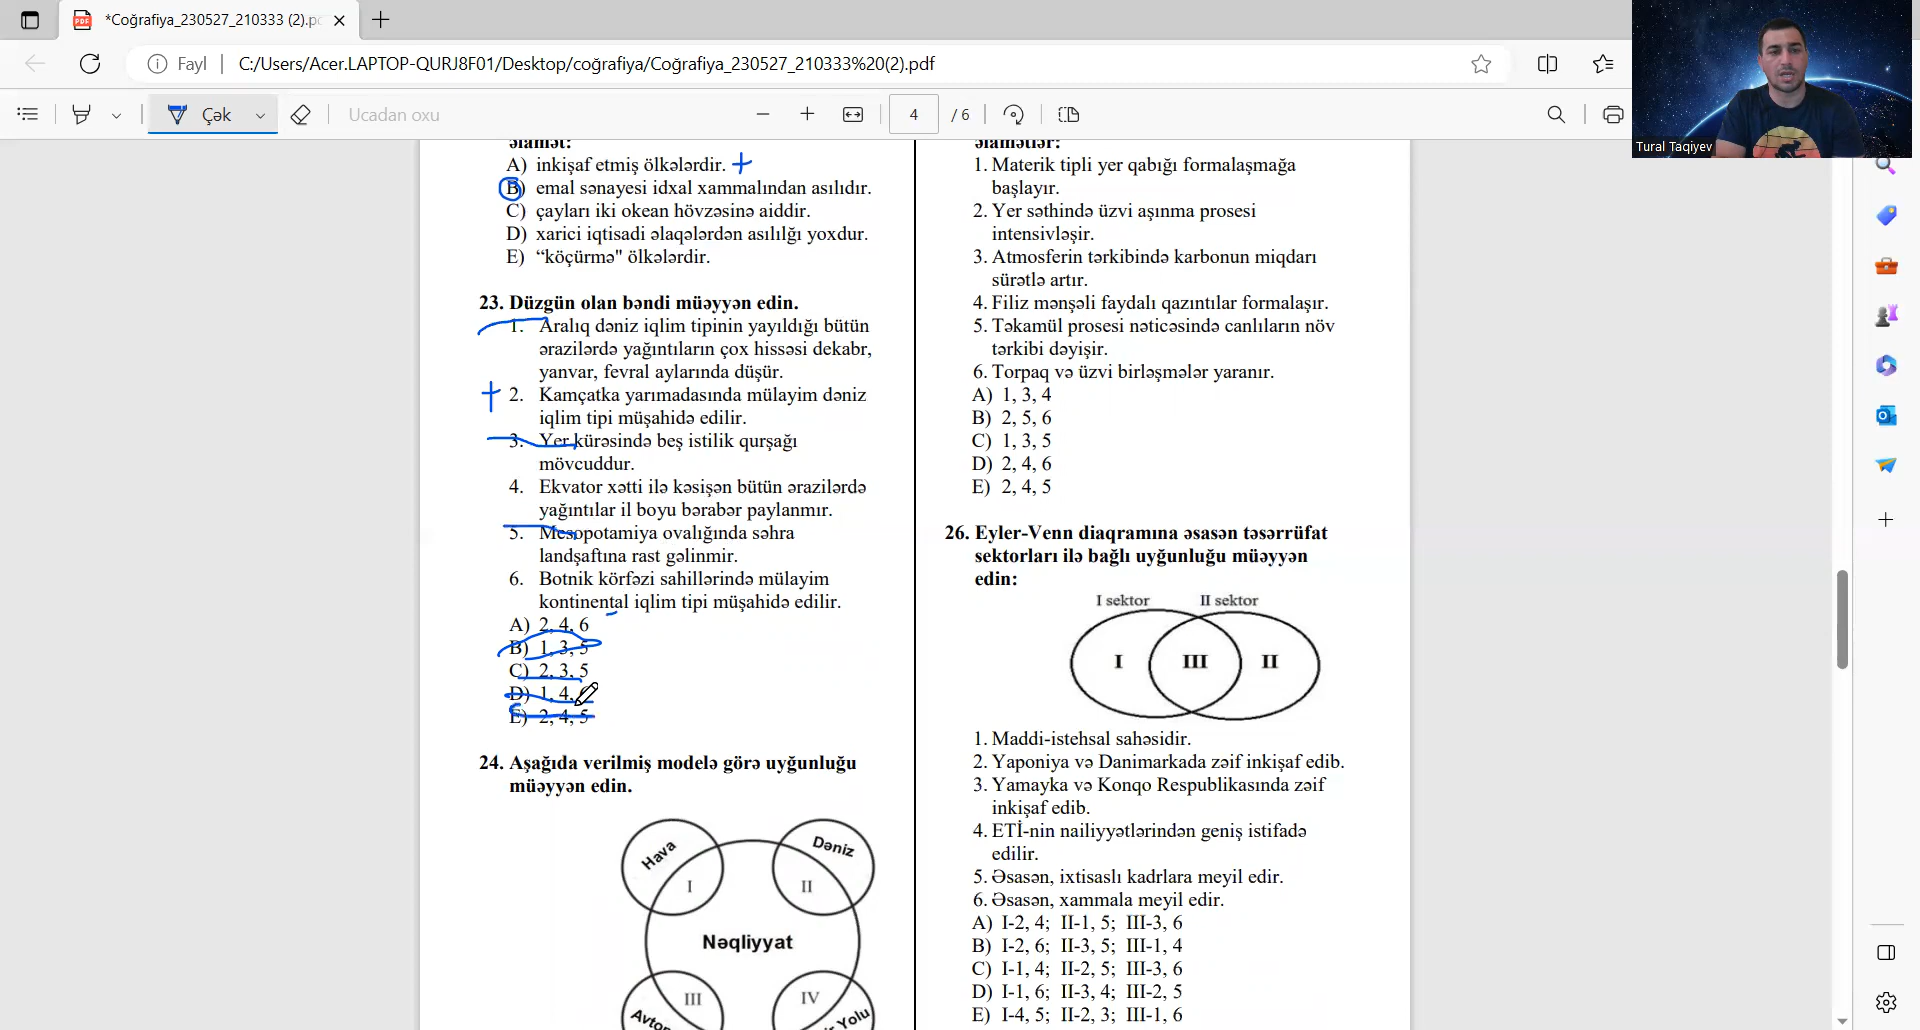 *Coğrafiya_230527_210333 (2).pd
Fayl
C:/Users/Acer.LAPTOP-QURJ8F01/Desktop/coğrafiya/Coğrafiya_230527_210333%20(2).pdf
Çək
Ucadan oxu
4 / 6
Tural Taqiyev
əlamət:
A) inkişaf etmiş ölkələrdir. +
B) emal sənayesi idxal xammalından asılıdır.
C) çayları iki okean hövzəsinə aiddir.
D) xarici iqtisadi əlaqələrdən asılılğı yoxdur.
E) “köçürmə" ölkələrdir.
23. Düzgün olan bəndi müəyyən edin.
1. Aralıq dəniz iqlim tipinin yayıldığı bütün
ərazilərdə yağıntıların çox hissəsi dekabr,
yanvar, fevral aylarında düşür.
+ 2. Kamçatka yarımadasında mülayim dəniz
iqlim tipi müşahidə edilir.
3. Yer kürəsində beş istilik qurşağı
mövcuddur.
4. Ekvator xətti ilə kəsişən bütün ərazilərdə
yağıntılar il boyu bərabər paylanmır.
5. Mesopotamiya ovalığında səhra
landşaftına rast gəlinmir.
6. Botnik körfəzi sahillərində mülayim
kontinental iqlim tipi müşahidə edilir.
A) 2, 4, 6
B) 1, 3, 5
C) 2, 3, 5
D) 1, 4,
E) 2, 4, 5
24. Aşağıda verilmiş modelə görə uyğunluğu
müəyyən edin.
Hava
Dəniz
I
II
Nəqliyyat
III
IV
Yolu
əlamətlər:
1. Materik tipli yer qabığı formalaşmağa
başlayır.
2. Yer səthində üzvi aşınma prosesi
intensivləşir.
3. Atmosferin tərkibində karbonun miqdarı
sürətlə artır.
4. Filiz mənşəli faydalı qazıntılar formalaşır.
5. Təkamül prosesi nəticəsində canlıların növ
tərkibi dəyişir.
6. Torpaq və üzvi birləşmələr yaranır.
A) 1, 3, 4
B) 2, 5, 6
C) 1, 3, 5
D) 2, 4, 6
E) 2, 4, 5
26. Eyler-Venn diaqramına əsasən təsərrüfat
sektorları ilə bağlı uyğunluğu müəyyən
edin:
I sektor II sektor
I III II
1. Maddi-istehsal sahəsidir.
2. Yaponiya və Danimarkada zəif inkişaf edib.
3. Yamayka və Konqo Respublikasında zəif
inkişaf edib.
4. ETİ-nin nailiyyətlərindən geniş istifadə
edilir.
5. Əsasən, ixtisaslı kadrlara meyil edir.
6. Əsasən, xammala meyil edir.
A) I-2, 4; II-1, 5; III-3, 6
B) I-2, 6; II-3, 5; III-1, 4
C) I-1, 4; II-2, 5; III-3, 6
D) I-1, 6; II-3, 4; III-2, 5
E) I-4, 5; II-2, 3; III-1, 6